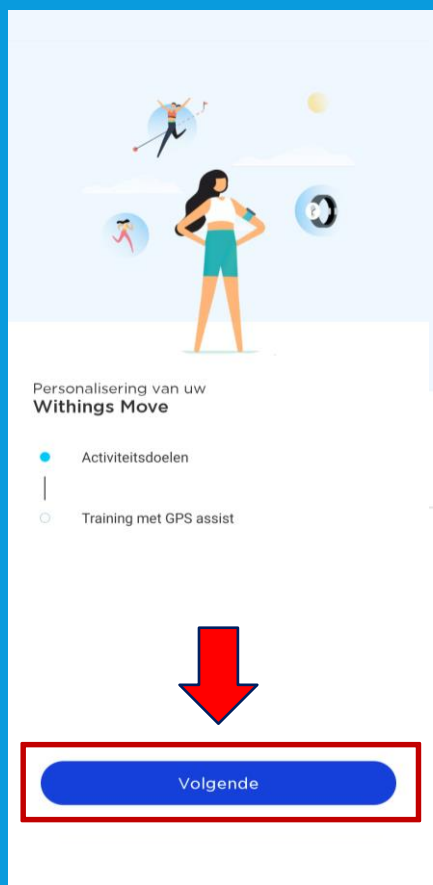 Personalisering van uw
Withings Move
Activiteitsdoelen
Training met GPS assist
Volgende